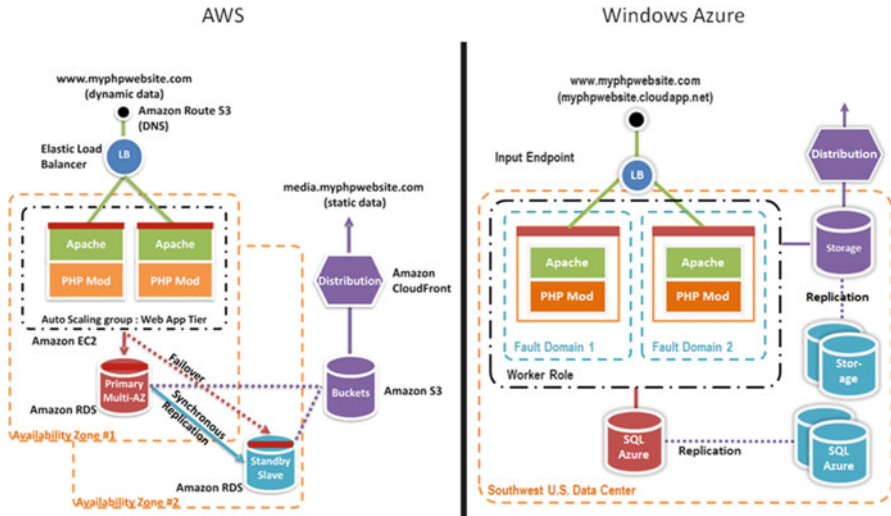 AWS
www.myphpwebsite.com
(dynamic data)
Amazon Route 53
(DNS)
Elastic Load
Balancer
LB
media.myphpwebsite.com
(static data)
Apache
Apache
PHP Mod
PHP Mod
Distribution
Amazon
CloudFront
Auto Scaling group : Web App Tier
Amazon EC2
Failover
Primary
Multi-AZ
Buckets
Amazon S3
Amazon RDS
Synchronous
Replication
Availability Zone #1
Standby
Slave
Amazon RDS
Availability Zone #2
Windows Azure
www.myphpwebsite.com
(myphpwebsite.cloudapp.net)
Input Endpoint
LB
Distribution
Apache
Apache
PHP Mod
PHP Mod
Storage
Replication
Fault Domain 1
Fault Domain 2
Worker Role
Stor-
age
SQL
Azure
Replication
SQL
Azure
Southwest U.S. Data Center